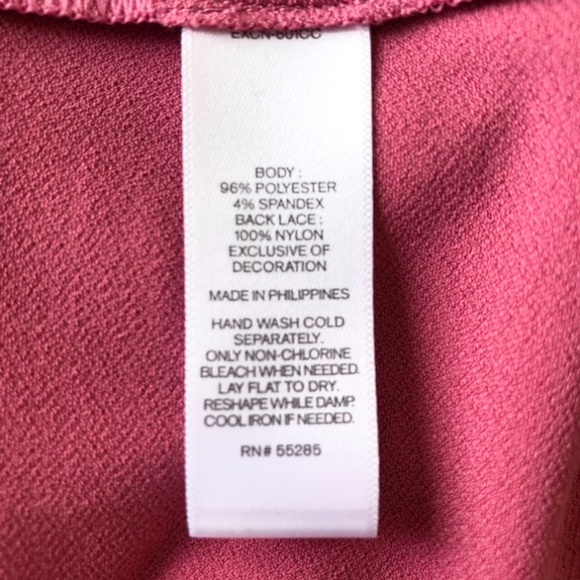 EXCN-601CC
BODY :
96% POLYESTER
4% SPANDEX
BACK LACE :
100% NYLON
EXCLUSIVE OF
DECORATION
MADE IN PHILIPPINES
HAND WASH COLD
SEPARATELY.
ONLY NON-CHLORINE
BLEACH WHEN NEEDED.
LAY FLAT TO DRY.
RESHAPE WHILE DAMP.
COOL IRON IF NEEDED.
RN# 55285